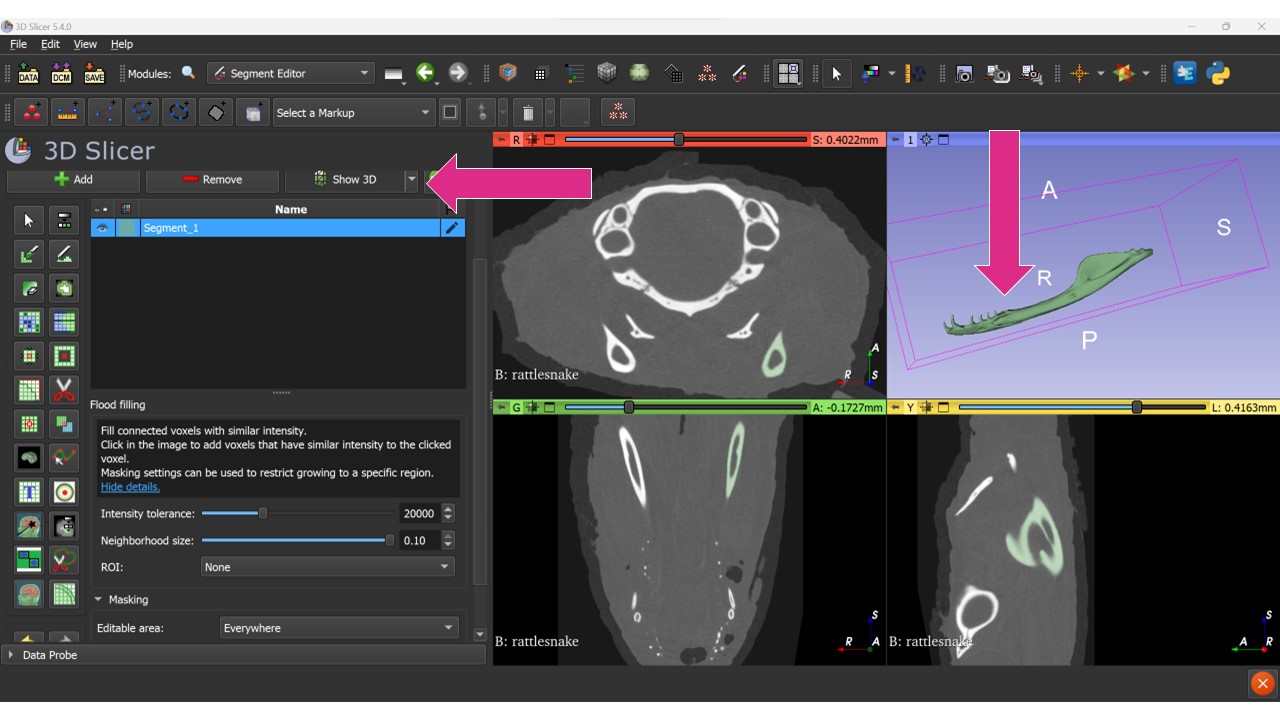 3D Slicer 5.4.0
File Edit View Help
DATA DCM SAVE Modules: Segment Editor
Select a Markup
3D Slicer
Add Remove Show 3D
Name
Segment_1
Flood filling
Fill connected voxels with similar intensity.
Click in the image to add voxels that have similar intensity to the clicked
voxel.
Masking settings can be used to restrict growing to a specific region.
Hide details.
Intensity tolerance: 20000
Neighborhood size: 0.10
ROI: None
Masking
Editable area: Everywhere
Data Probe
R S: 0.4022mm
B: rattlesnake
A
R S
1
A
S
R
P
G A: -0.1727mm
B: rattlesnake
S
R A
Y L: 0.4163mm
B: rattlesnake
S
A R